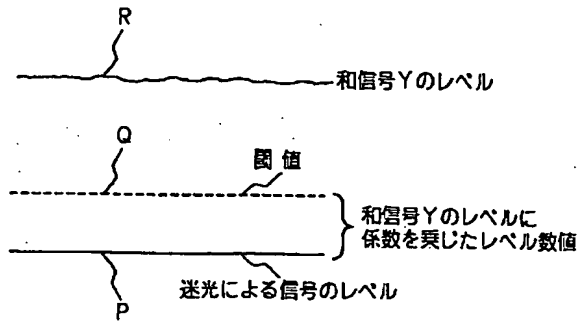 R
和信号Yのレベル
Q
閾値
和信号Yのレベルに
係数を乗じたレベル数値
迷光による信号のレベル
P